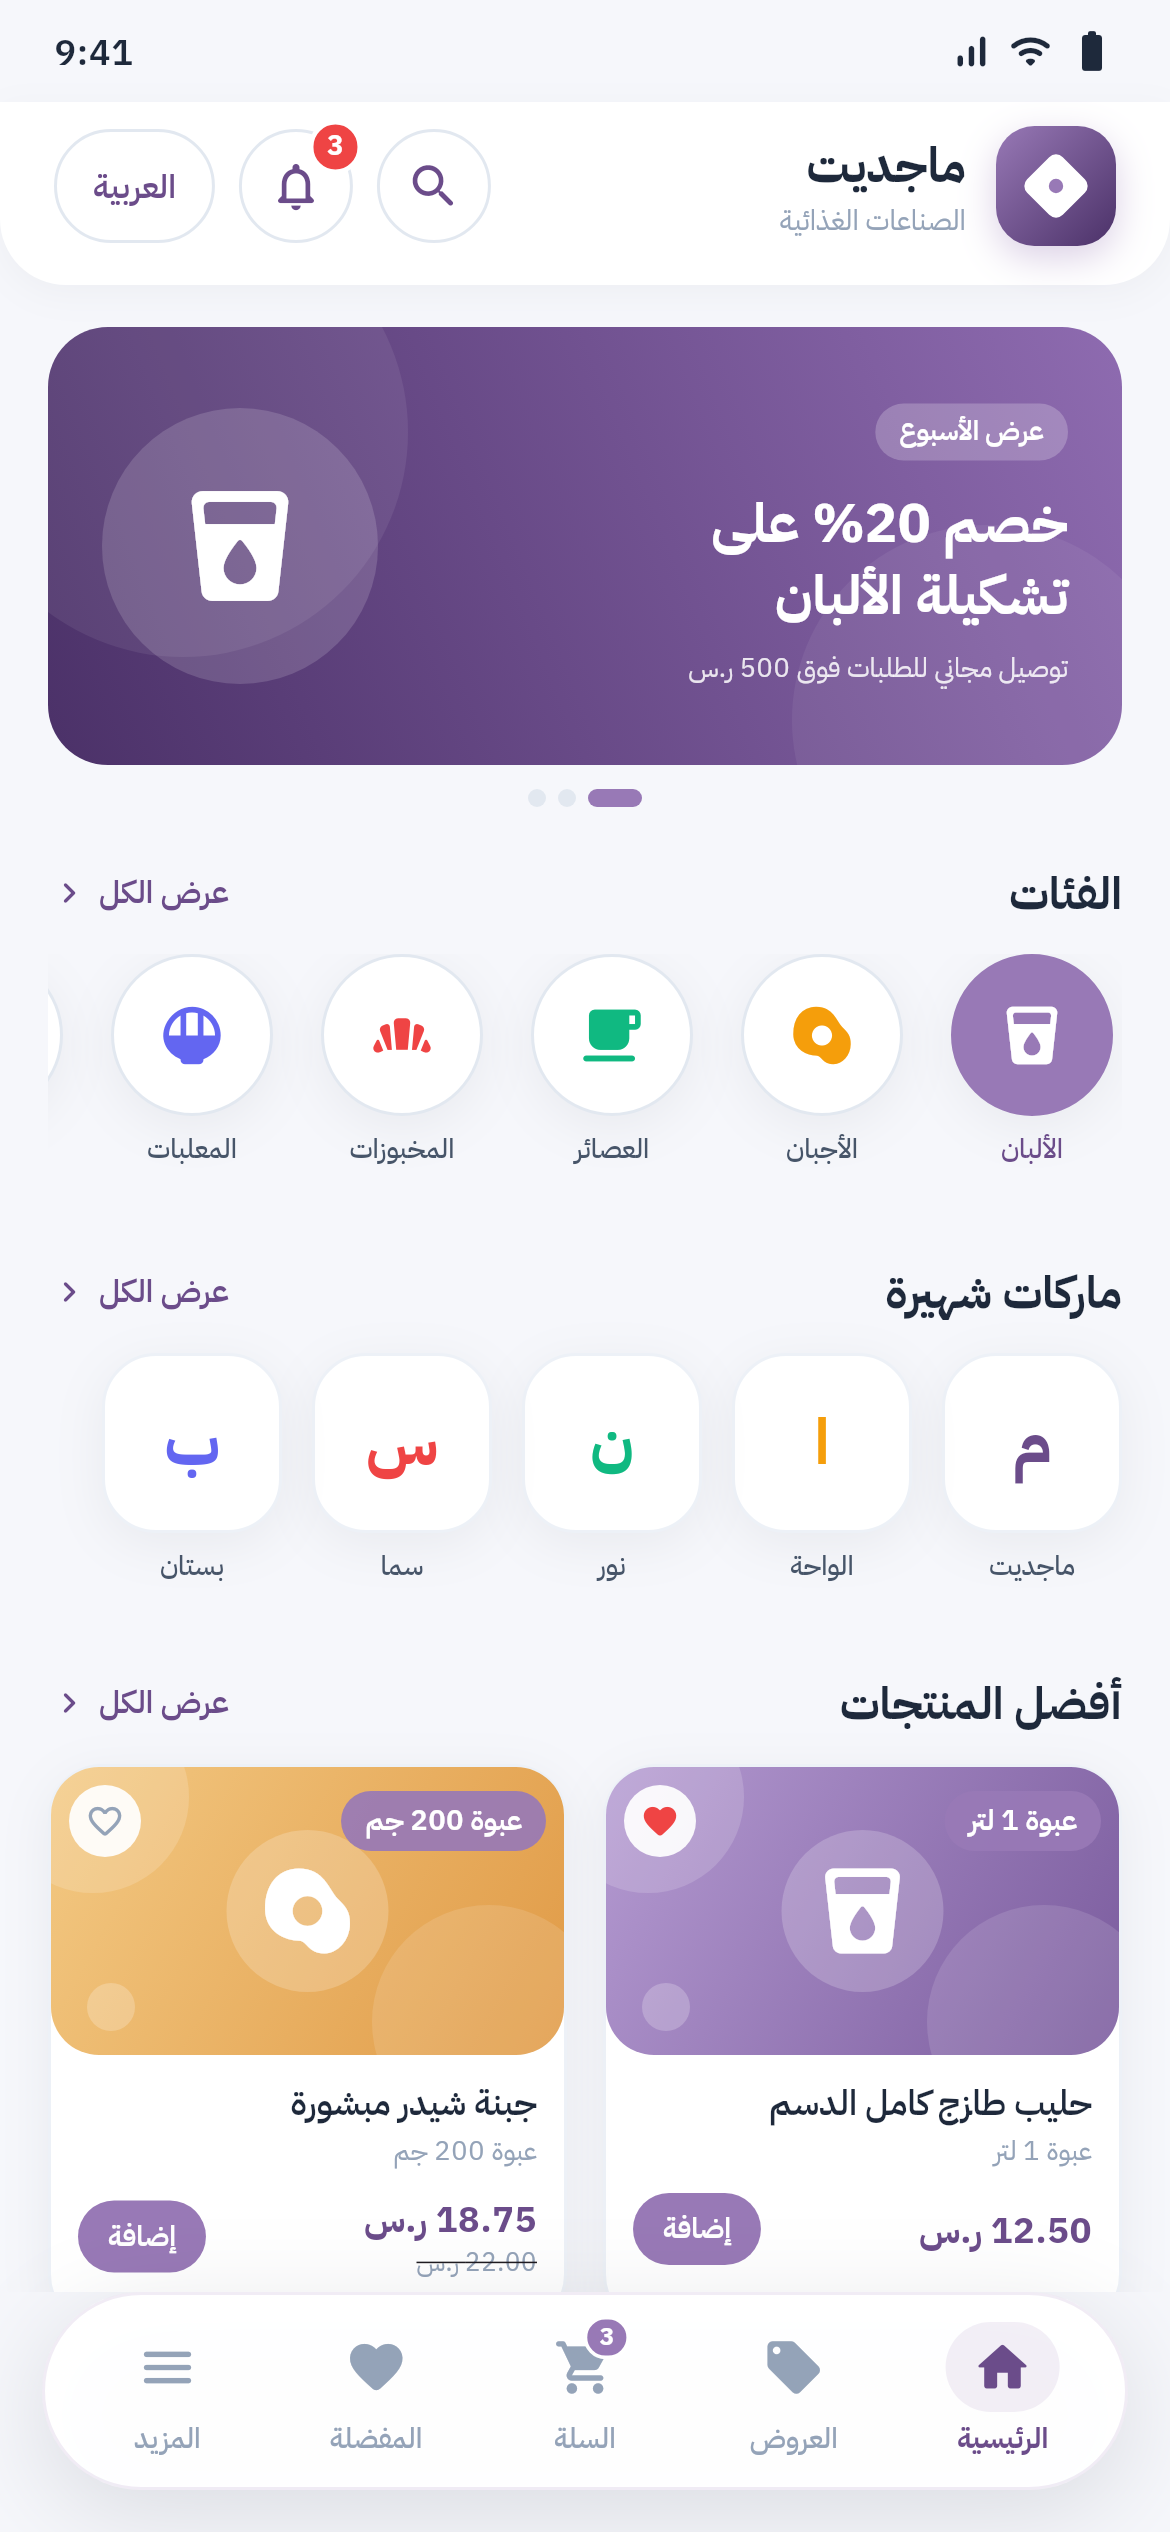 9:41
ماجديت
الصناعات الغذائية
3
العربية
عرض الأسبوع
خصم 20% على
تشكيلة الألبان
توصيل مجاني للطلبات فوق 500 ر.س
الفئات
عرض الكل
الألبان
الأجبان
العصائر
المخبوزات
المعلبات
ماركات شهيرة
عرض الكل
م
ا
ن
س
ب
ماجديت
الواحة
نور
سما
بستان
أفضل المنتجات
عرض الكل
عبوة 1 لتر
حليب طازج كامل الدسم
عبوة 1 لتر
12.50 ر.س
إضافة
عبوة 200 جم
جبنة شيدر مبشورة
عبوة 200 جم
18.75 ر.س
22.00 ر.س
إضافة
الرئيسية
العروض
3
السلة
المفضلة
المزيد